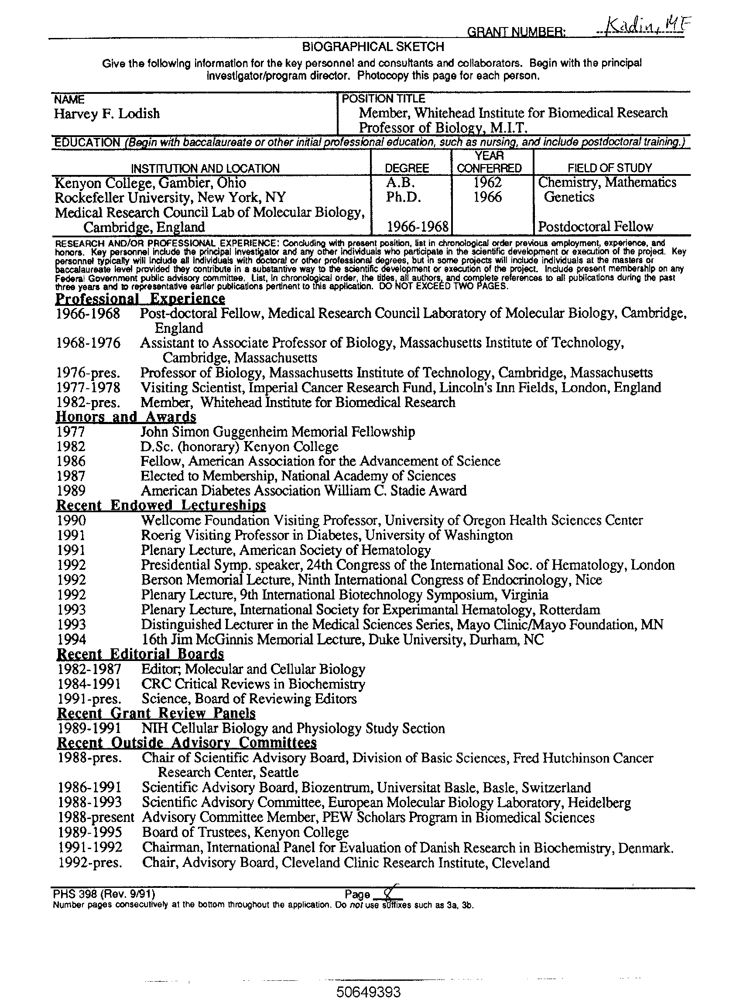 GRANT NUMBER: Kadin, MF
BIOGRAPHICAL SKETCH
Give the following information for the key personnel and consultants and collaborators. Begin with the principal
investigator/program director. Photocopy this page for each person.
NAME POSITION TITLE
Harvey F. Lodish Member, Whitehead Institute for Biomedical Research
Professor of Biology, M.I.T.
EDUCATION (Begin with baccalaureate or other initial professional education, such as nursing, and include postdoctoral training.)
INSTITUTION AND LOCATION DEGREE YEAR CONFERRED FIELD OF STUDY
Kenyon College, Gambier, Ohio A.B. 1962 Chemistry, Mathematics
Rockefeller University, New York, NY Ph.D. 1966 Genetics
Medical Research Council Lab of Molecular Biology,
Cambridge, England 1966-1968 Postdoctoral Fellow
RESEARCH AND/OR PROFESSIONAL EXPERIENCE: Concluding with present position, list in chronological order previous employment, experience, and
honors. Key personnel include the principal investigator and any other individuals who participate in the scientific development or execution of the project. Key
personnel typically will include all individuals with doctoral or other professional degrees, but in some projects will include individuals at the masters or
baccalaureate level provided they contribute in a substantive way to the scientific development or execution of the project. Include present membership on any
Federal Government public advisory committee. List, in chronological order, the titles, all authors, and complete references to all publications during the past
three years and to representative earlier publications pertinent to this application. DO NOT EXCEED TWO PAGES.
Professional Experience
1966-1968 Post-doctoral Fellow, Medical Research Council Laboratory of Molecular Biology, Cambridge,
England
1968-1976 Assistant to Associate Professor of Biology, Massachusetts Institute of Technology,
Cambridge, Massachusetts
1976-pres. Professor of Biology, Massachusetts Institute of Technology, Cambridge, Massachusetts
1977-1978 Visiting Scientist, Imperial Cancer Research Fund, Lincoln's Inn Fields, London, England
1982-pres. Member, Whitehead Institute for Biomedical Research
Honors and Awards
1977 John Simon Guggenheim Memorial Fellowship
1982 D.Sc. (honorary) Kenyon College
1986 Fellow, American Association for the Advancement of Science
1987 Elected to Membership, National Academy of Sciences
1989 American Diabetes Association William C. Stadie Award
Recent Endowed Lectureships
1990 Wellcome Foundation Visiting Professor, University of Oregon Health Sciences Center
1991 Roerig Visiting Professor in Diabetes, University of Washington
1991 Plenary Lecture, American Society of Hematology
1992 Presidential Symp. speaker, 24th Congress of the International Soc. of Hematology, London
1992 Berson Memorial Lecture, Ninth International Congress of Endocrinology, Nice
1992 Plenary Lecture, 9th International Biotechnology Symposium, Virginia
1993 Plenary Lecture, International Society for Experimantal Hematology, Rotterdam
1993 Distinguished Lecturer in the Medical Sciences Series, Mayo Clinic/Mayo Foundation, MN
1994 16th Jim McGinnis Memorial Lecture, Duke University, Durham, NC
Recent Editorial Boards
1982-1987 Editor; Molecular and Cellular Biology
1984-1991 CRC Critical Reviews in Biochemistry
1991-pres. Science, Board of Reviewing Editors
Recent Grant Review Panels
1989-1991 NIH Cellular Biology and Physiology Study Section
Recent Outside Advisory Committees
1988-pres. Chair of Scientific Advisory Board, Division of Basic Sciences, Fred Hutchinson Cancer
Research Center, Seattle
1986-1991 Scientific Advisory Board, Biozentrum, Universitat Basle, Basle, Switzerland
1988-1993 Scientific Advisory Committee, European Molecular Biology Laboratory, Heidelberg
1988-present Advisory Committee Member, PEW Scholars Program in Biomedical Sciences
1989-1995 Board of Trustees, Kenyon College
1991-1992 Chairman, International Panel for Evaluation of Danish Research in Biochemistry, Denmark.
1992-pres. Chair, Advisory Board, Cleveland Clinic Research Institute, Cleveland
PHS 398 (Rev. 9/91) Page 8
Number pages consecutively at the bottom throughout the application. Do not use suffixes such as 3a, 3b.
50649393